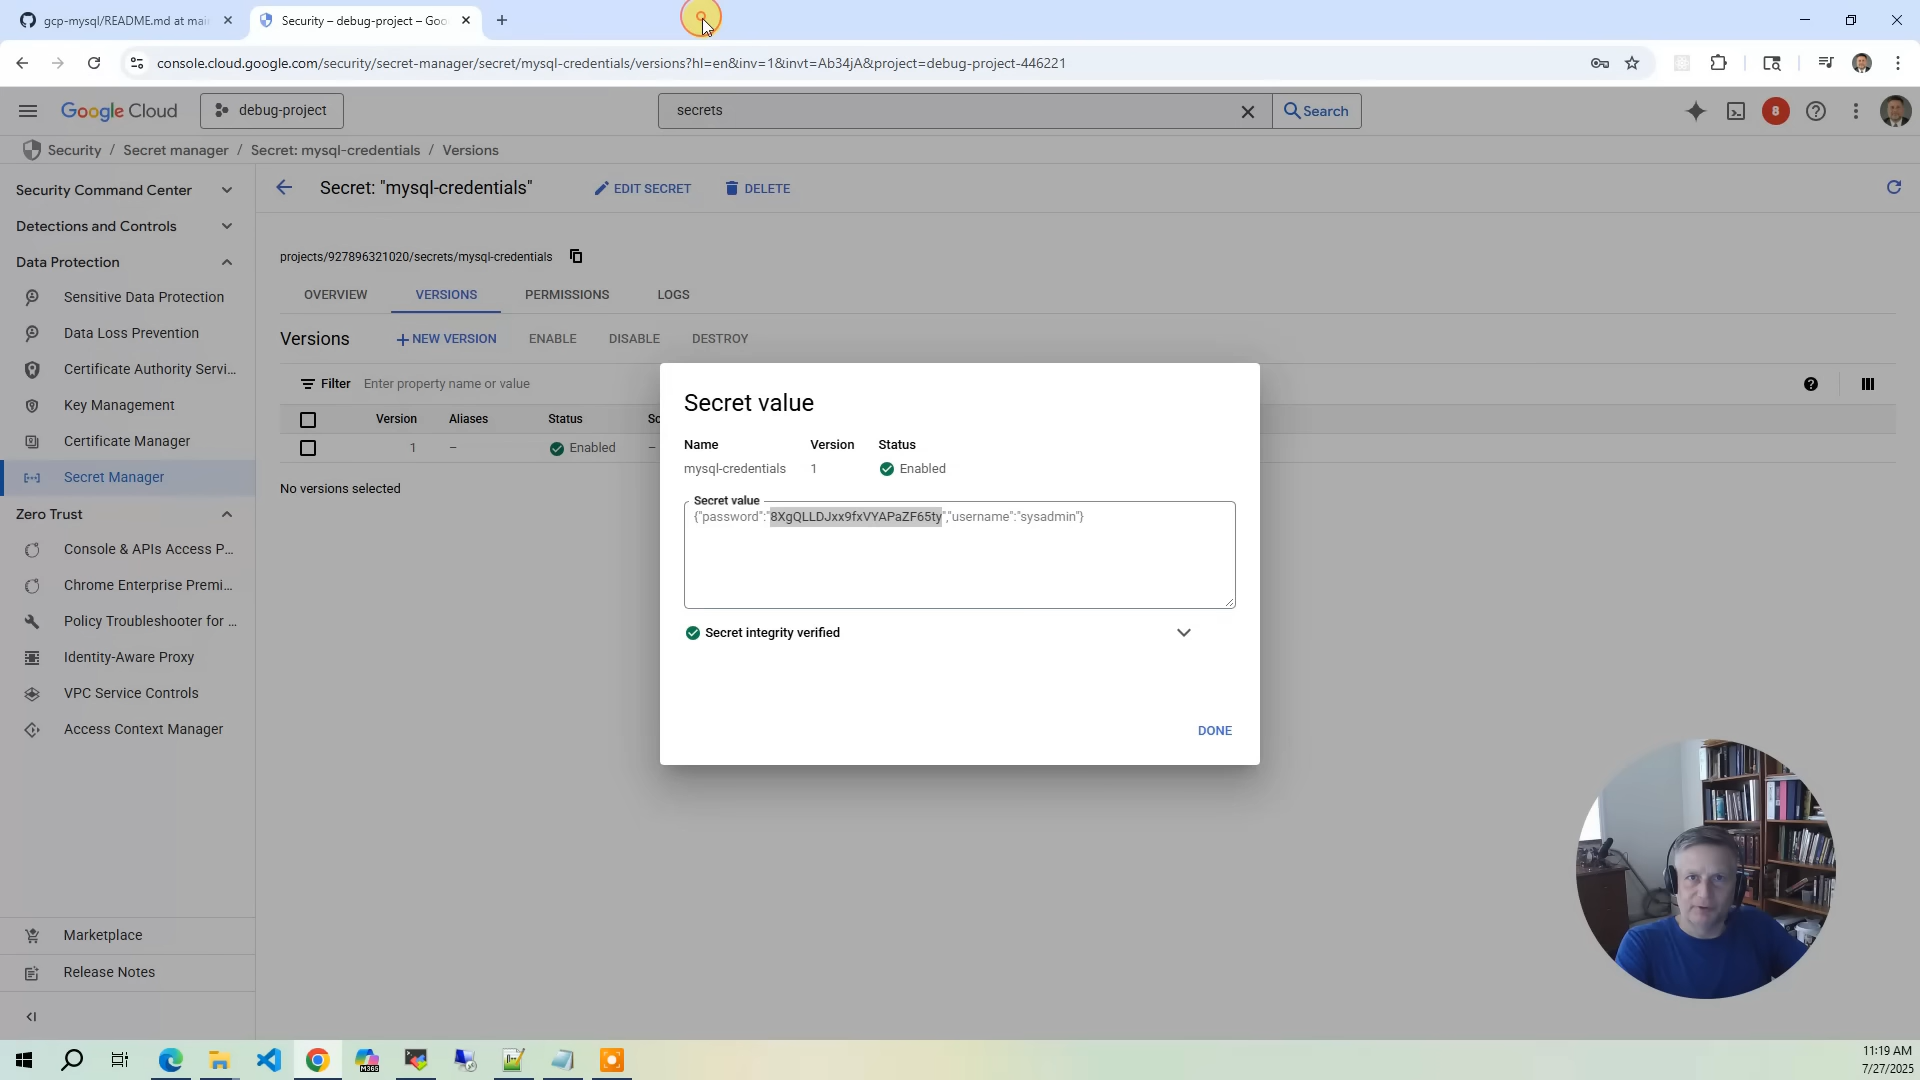 gcp-mysql/README.md at mai
Security – debug-project – Goo
console.cloud.google.com/security/secret-manager/secret/mysql-credentials/versions?hl=en&inv=1&invt=Ab34jA&project=debug-project-446221
Google Cloud
debug-project
secrets
Search
8
Security / Secret manager / Secret: mysql-credentials / Versions
Security Command Center
Secret: "mysql-credentials"
EDIT SECRET
DELETE
Detections and Controls
Data Protection
projects/927896321020/secrets/mysql-credentials
Sensitive Data Protection
OVERVIEW
VERSIONS
PERMISSIONS
LOGS
Data Loss Prevention
Versions
NEW VERSION
ENABLE
DISABLE
DESTROY
Certificate Authority Servi...
Filter Enter property name or value
Key Management
Version Aliases Status Sc
Certificate Manager
1 – Enabled –
Secret Manager
No versions selected
Zero Trust
Console & APIs Access P...
Chrome Enterprise Premi...
Policy Troubleshooter for ...
Identity-Aware Proxy
VPC Service Controls
Access Context Manager
Marketplace
Release Notes
Secret value
Name Version Status
mysql-credentials 1 Enabled
Secret value
{"password":"8XgQLLDJxx9fxVYAPaZF65ty","username":"sysadmin"}
Secret integrity verified
DONE
M365
11:19 AM
7/27/2025